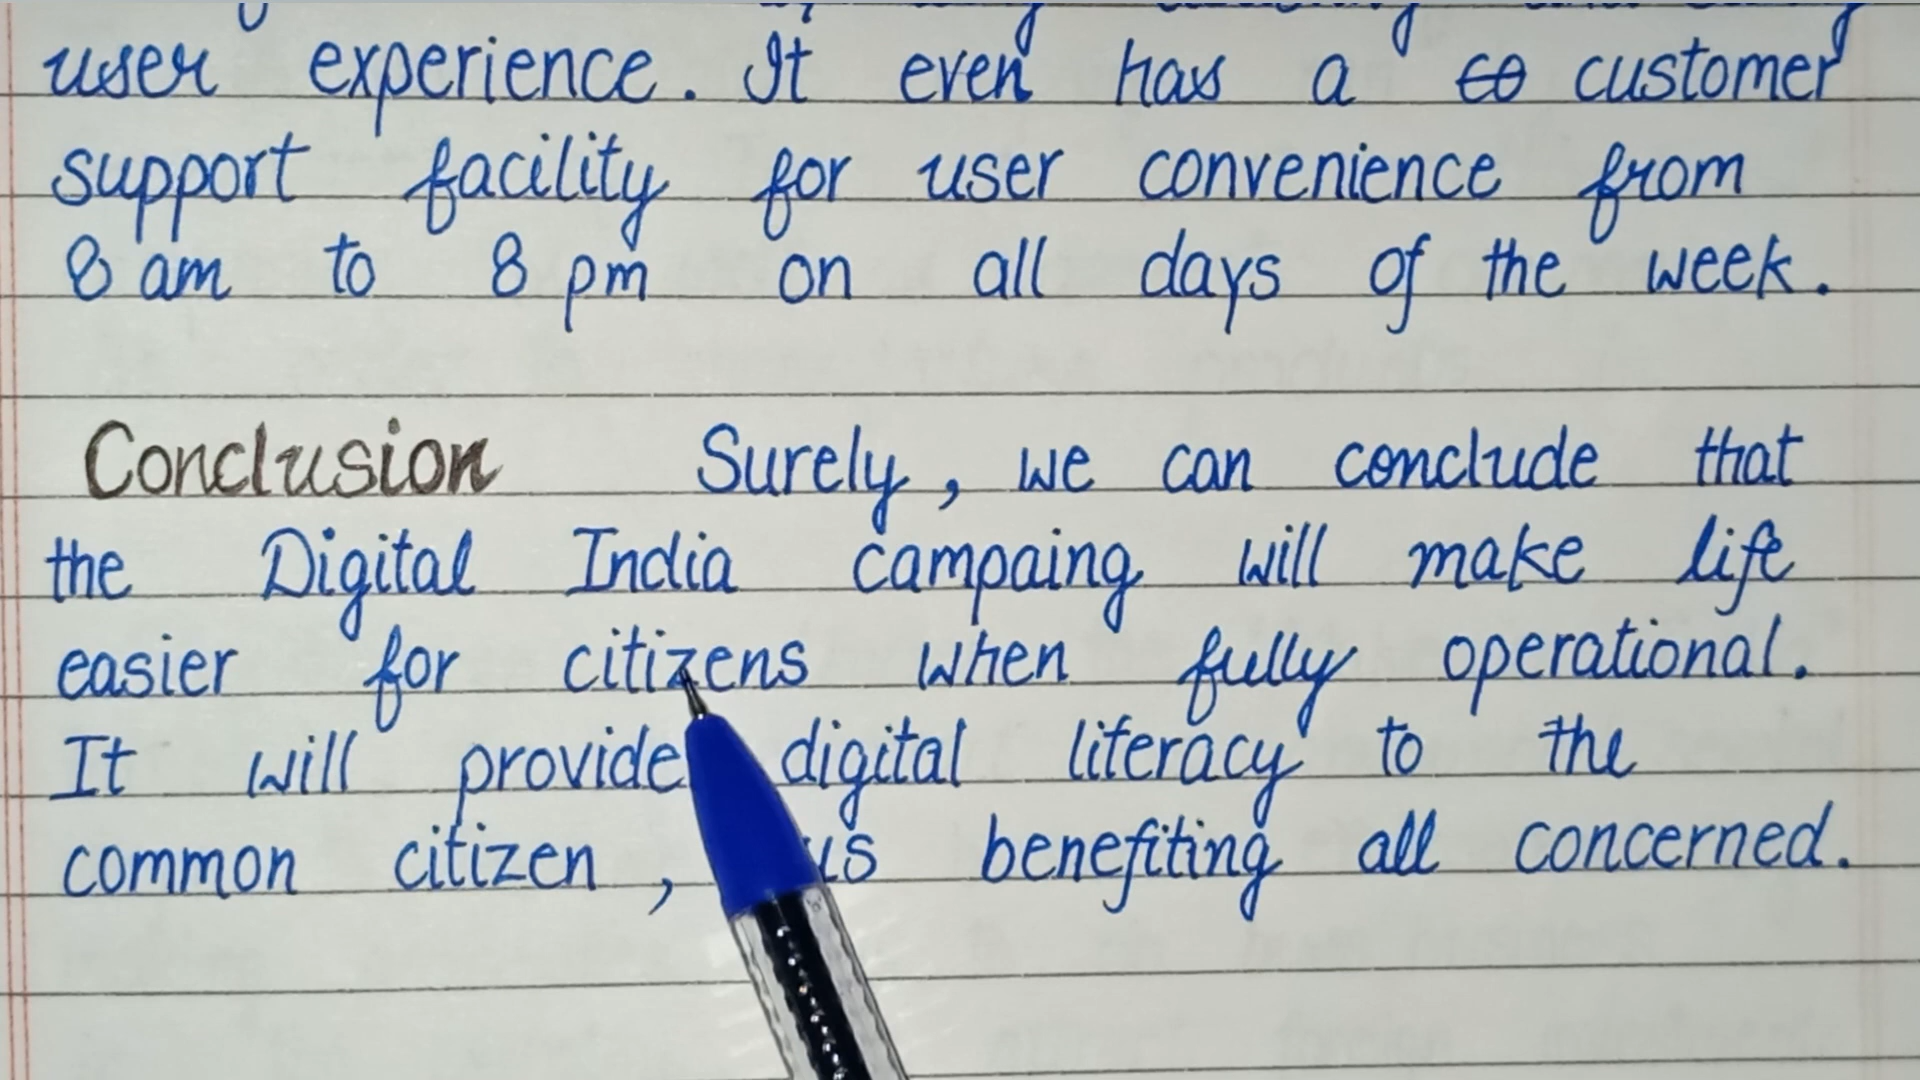 user experience. It even has a co customer
support facility for user convenience from
8 am to 8 pm on all days of the week.
Conclusion Surely, we can conclude that
the Digital India campaing will make life
easier for citizens when fully operational.
It will provide digital literacy to the
common citizen, benefiting all concerned.